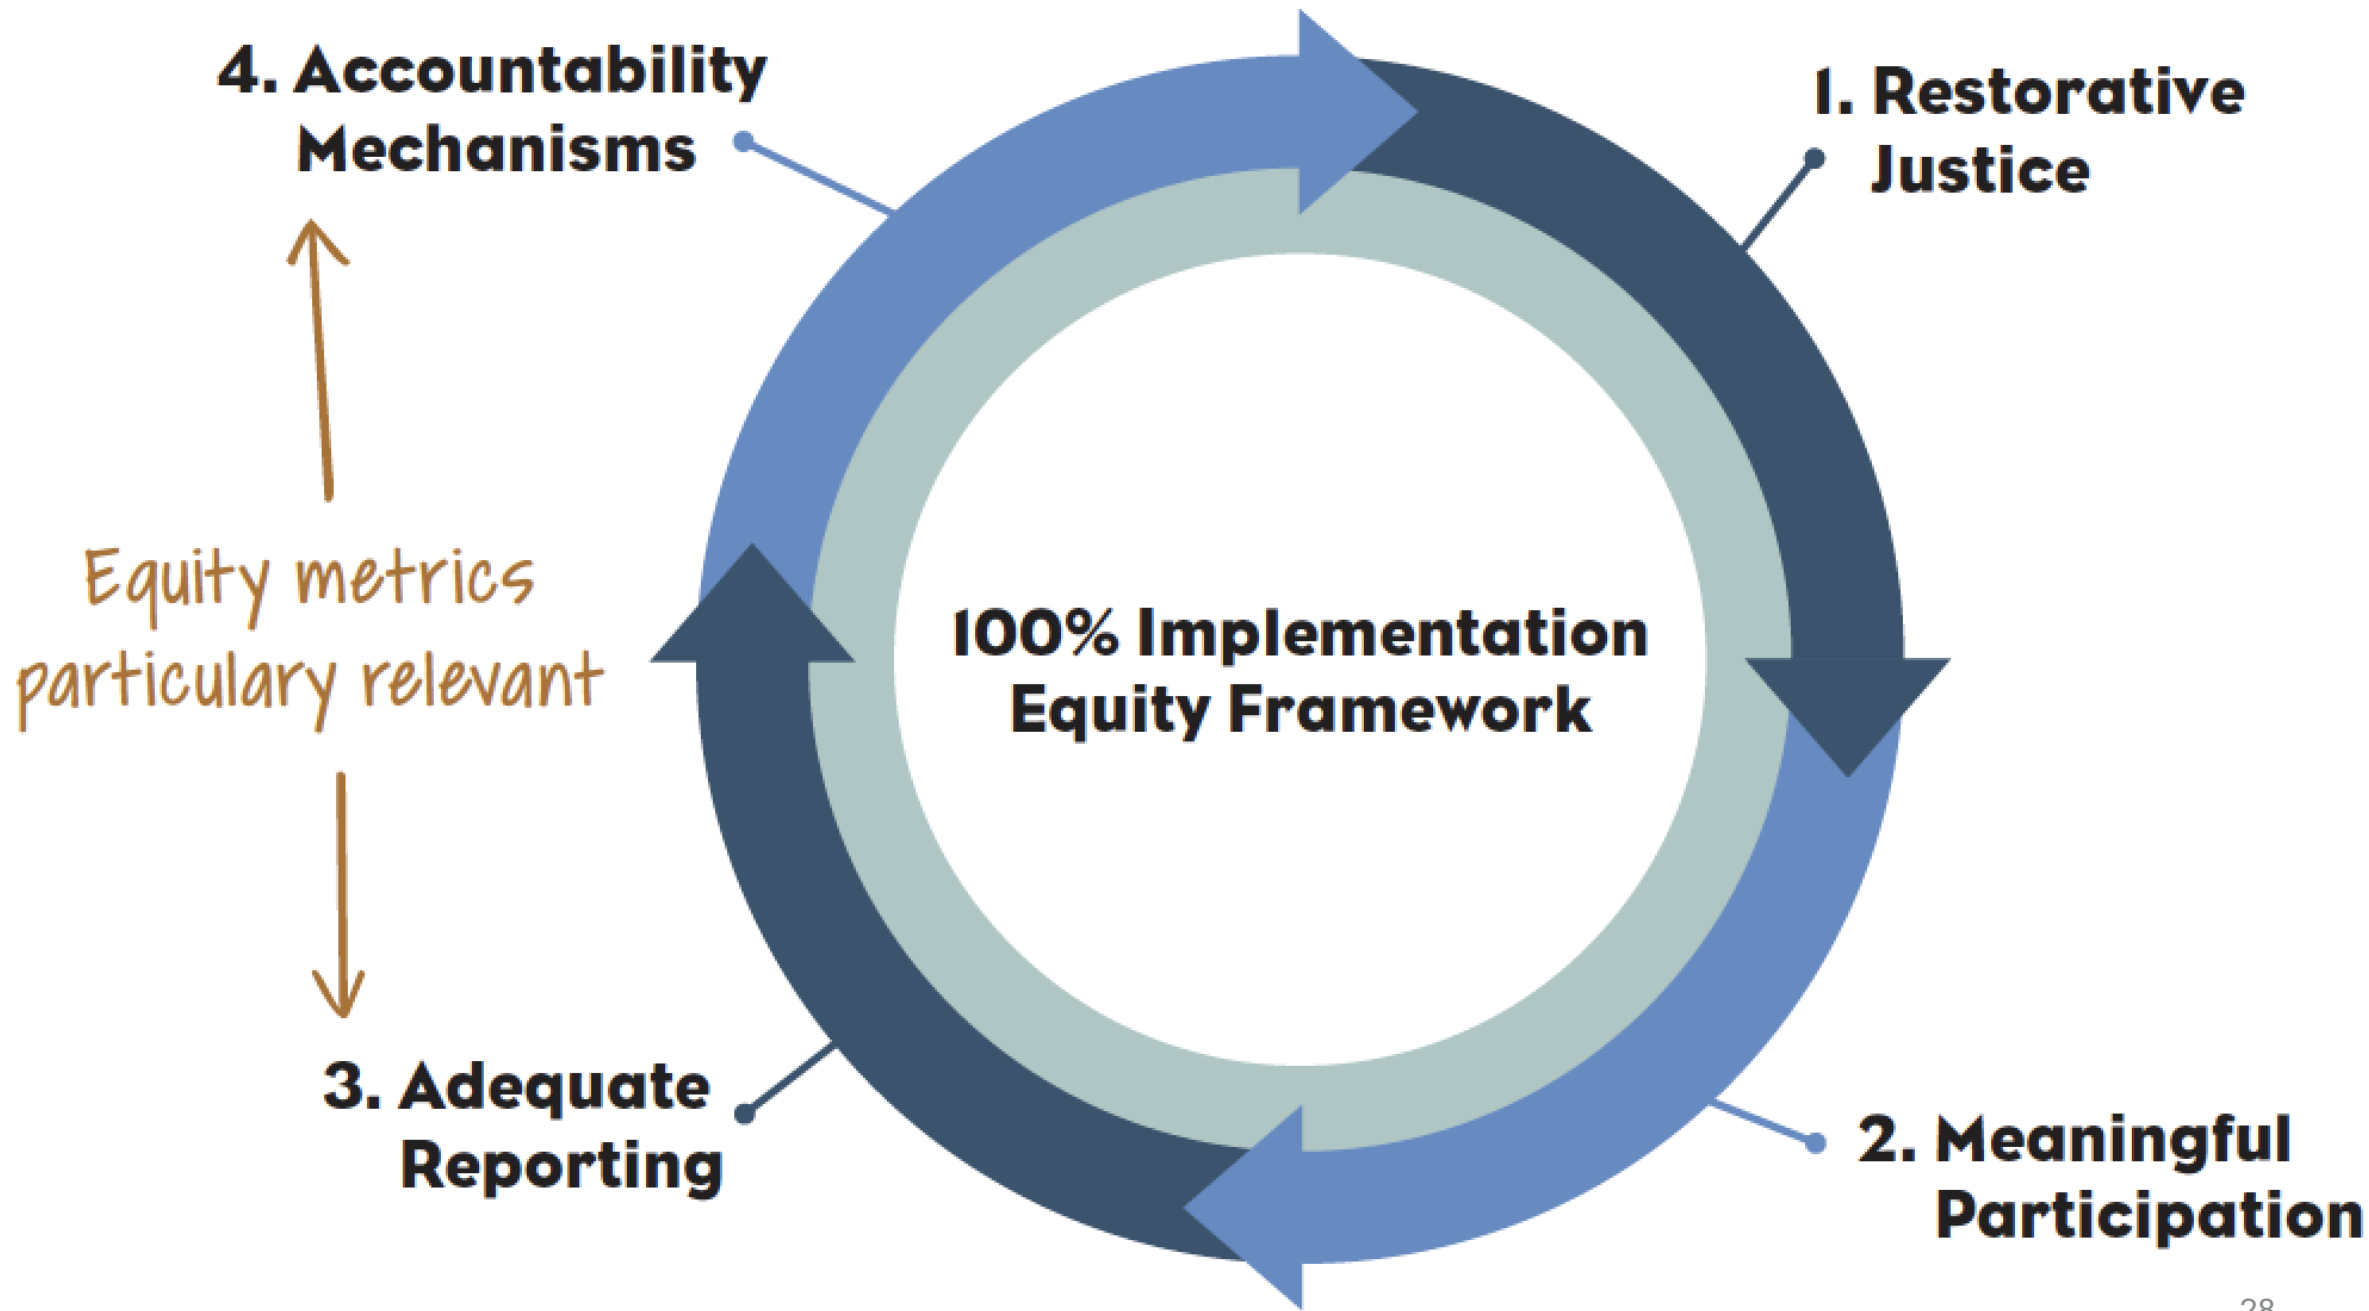 4. Accountability
Mechanisms
1. Restorative
Justice
Equity metrics
particulary relevant
100% Implementation
Equity Framework
3. Adequate
Reporting
2. Meaningful
Participation
28